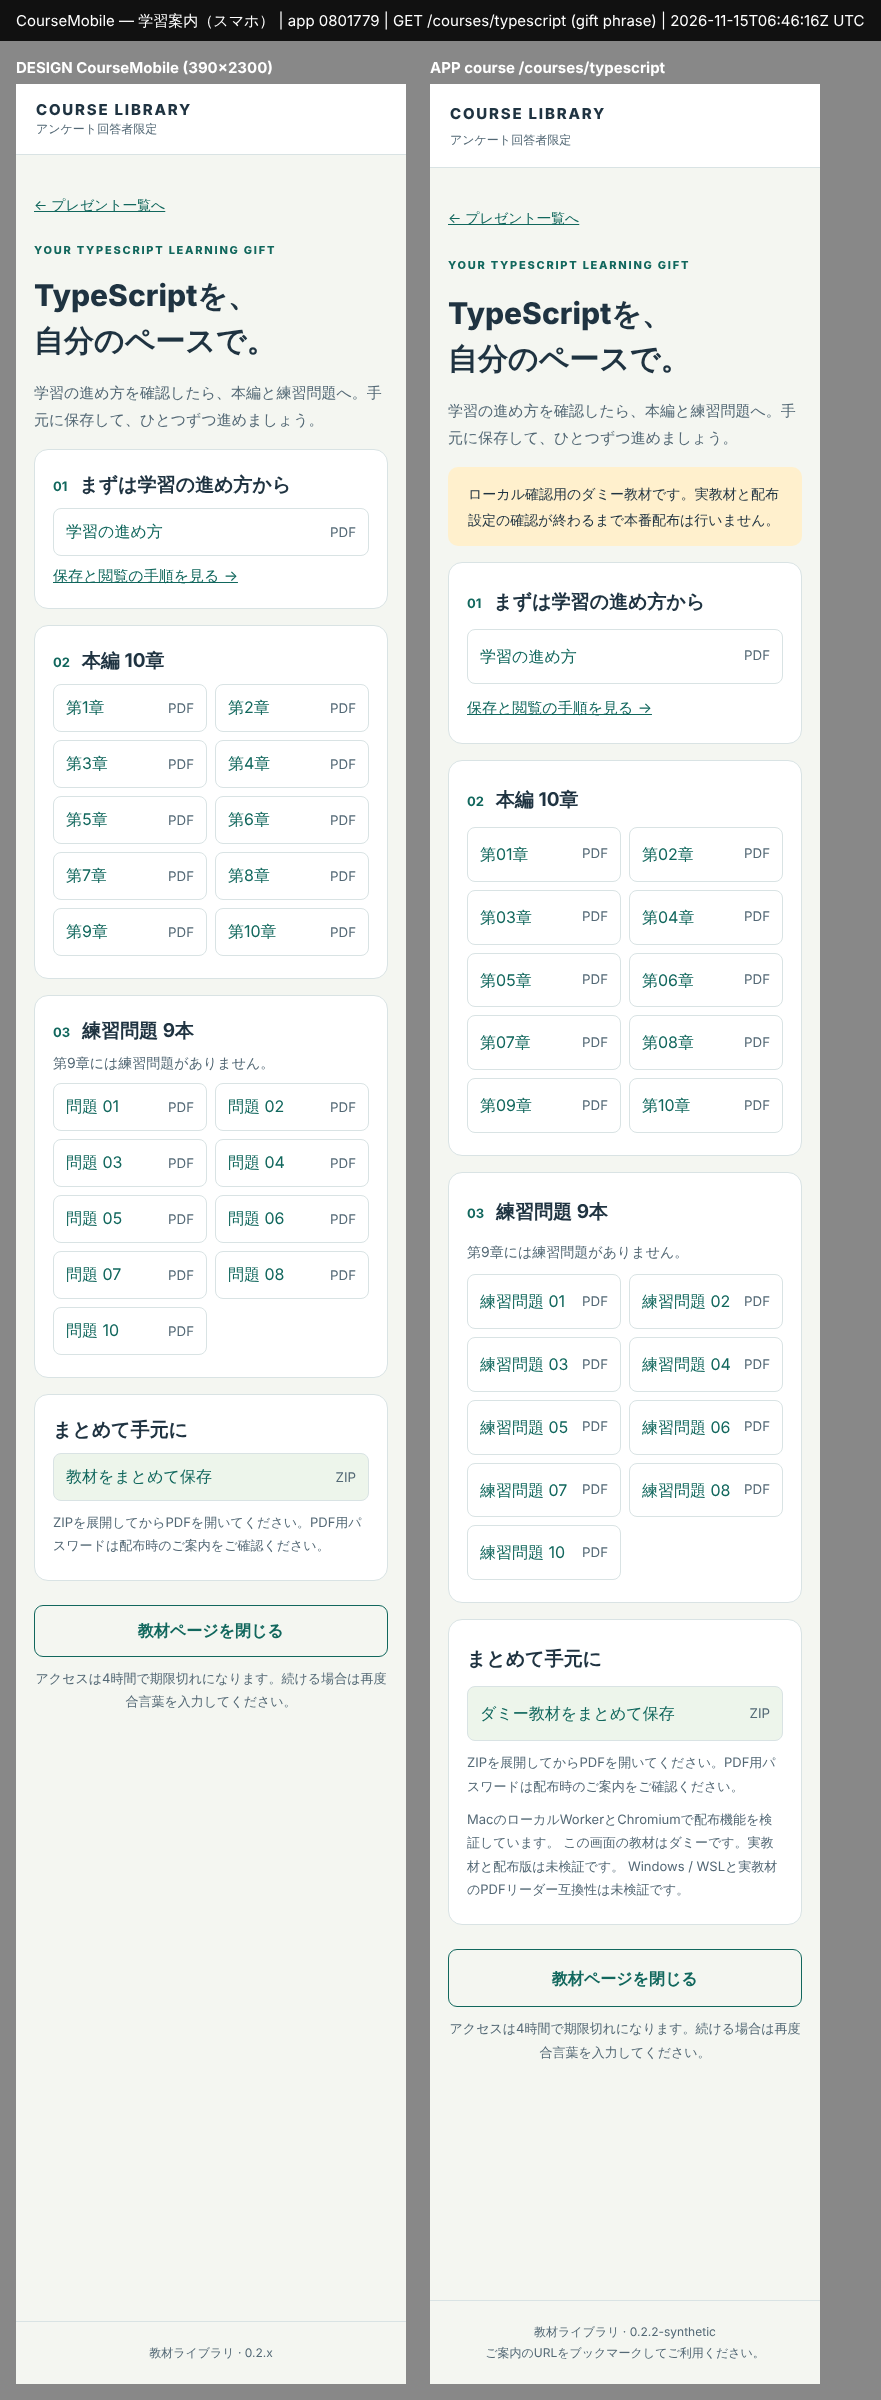 CourseMobile — 学習案内（スマホ） | app 0801779 | GET /courses/typescript (gift phrase) | 2026-11-15T06:46:16Z UTC
DESIGN CourseMobile (390×2300)
COURSE LIBRARY
アンケート回答者限定
← プレゼント一覧へ
YOUR TYPESCRIPT LEARNING GIFT
TypeScriptを、
自分のペースで。
学習の進め方を確認したら、本編と練習問題へ。手
元に保存して、ひとつずつ進めましょう。
01 まずは学習の進め方から
学習の進め方 PDF
保存と閲覧の手順を見る →
02 本編 10章
第1章 PDF 第2章 PDF
第3章 PDF 第4章 PDF
第5章 PDF 第6章 PDF
第7章 PDF 第8章 PDF
第9章 PDF 第10章 PDF
03 練習問題 9本
第9章には練習問題がありません。
問題 01 PDF 問題 02 PDF
問題 03 PDF 問題 04 PDF
問題 05 PDF 問題 06 PDF
問題 07 PDF 問題 08 PDF
問題 10 PDF
まとめて手元に
教材をまとめて保存 ZIP
ZIPを展開してからPDFを開いてください。PDF用パ
スワードは配布時のご案内をご確認ください。
教材ページを閉じる
アクセスは4時間で期限切れになります。続ける場合は再度
合言葉を入力してください。
教材ライブラリ · 0.2.x
APP course /courses/typescript
COURSE LIBRARY
アンケート回答者限定
← プレゼント一覧へ
YOUR TYPESCRIPT LEARNING GIFT
TypeScriptを、
自分のペースで。
学習の進め方を確認したら、本編と練習問題へ。手
元に保存して、ひとつずつ進めましょう。
ローカル確認用のダミー教材です。実教材と配布
設定の確認が終わるまで本番配布は行いません。
01 まずは学習の進め方から
学習の進め方 PDF
保存と閲覧の手順を見る →
02 本編 10章
第01章 PDF 第02章 PDF
第03章 PDF 第04章 PDF
第05章 PDF 第06章 PDF
第07章 PDF 第08章 PDF
第09章 PDF 第10章 PDF
03 練習問題 9本
第9章には練習問題がありません。
練習問題 01 PDF 練習問題 02 PDF
練習問題 03 PDF 練習問題 04 PDF
練習問題 05 PDF 練習問題 06 PDF
練習問題 07 PDF 練習問題 08 PDF
練習問題 10 PDF
まとめて手元に
ダミー教材をまとめて保存 ZIP
ZIPを展開してからPDFを開いてください。PDF用パ
スワードは配布時のご案内をご確認ください。
MacのローカルWorkerとChromiumで配布機能を検
証しています。 この画面の教材はダミーです。実教
材と配布版は未検証です。 Windows / WSLと実教材
のPDFリーダー互換性は未検証です。
教材ページを閉じる
アクセスは4時間で期限切れになります。続ける場合は再度
合言葉を入力してください。
教材ライブラリ · 0.2.2-synthetic
ご案内のURLをブックマークしてご利用ください。